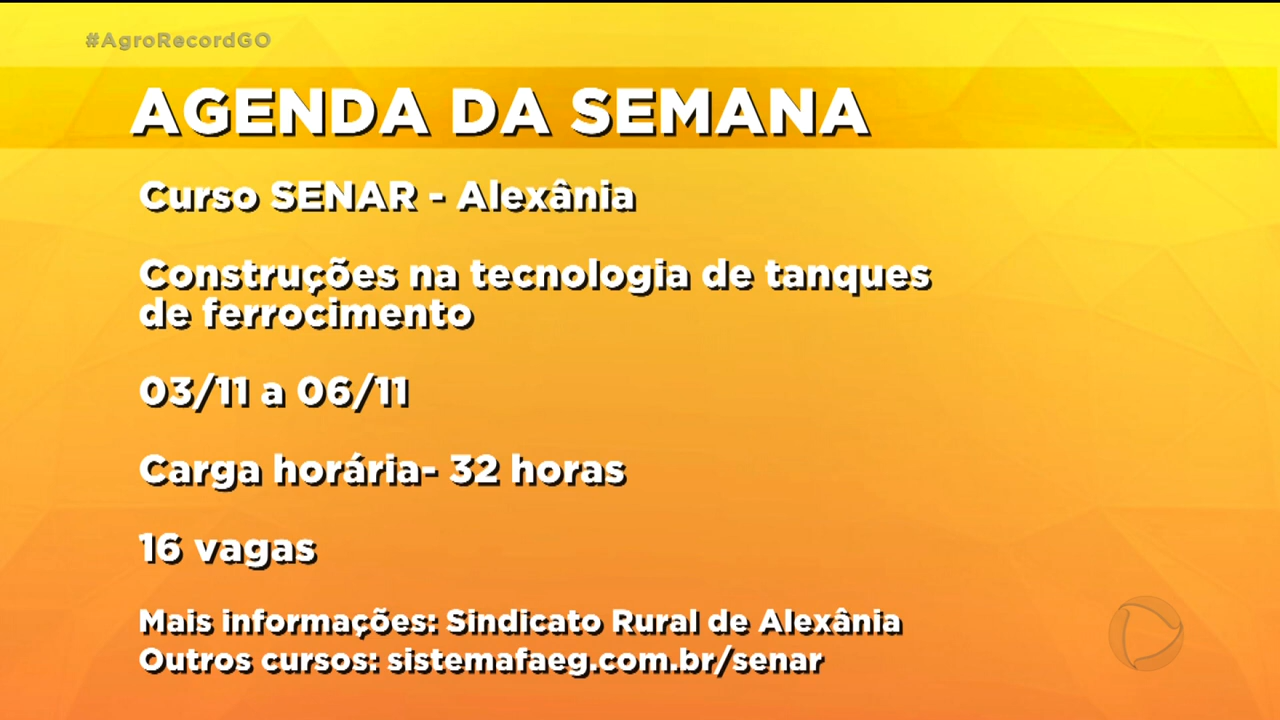 #AgroRecordGO
AGENDA DA SEMANA
Curso SENAR - Alexânia
Construções na tecnologia de tanques
de ferrocimento
03/11 a 06/11
Carga horária- 32 horas
16 vagas
Mais informações: Sindicato Rural de Alexânia
Outros cursos: sistemafaeg.com.br/senar